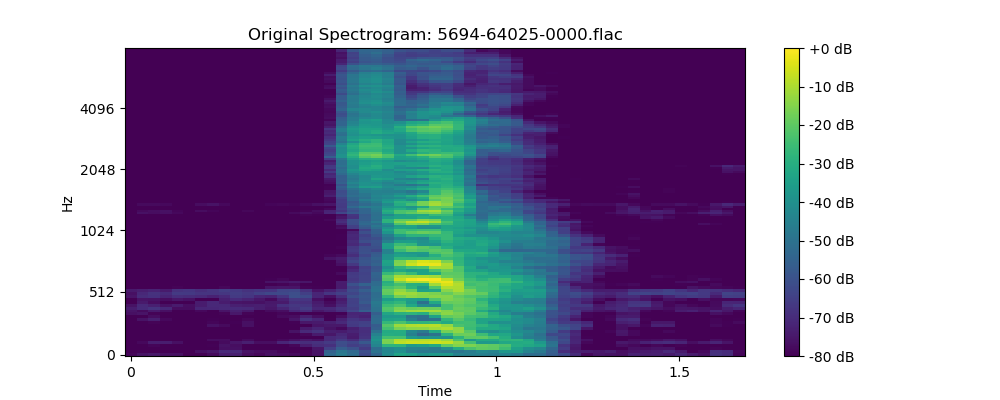 Original Spectrogram: 5694-64025-0000.flac
Hz
4096
2048
1024
512
0
0
0.5
1
1.5
Time
+0 dB
-10 dB
-20 dB
-30 dB
-40 dB
-50 dB
-60 dB
-70 dB
-80 dB